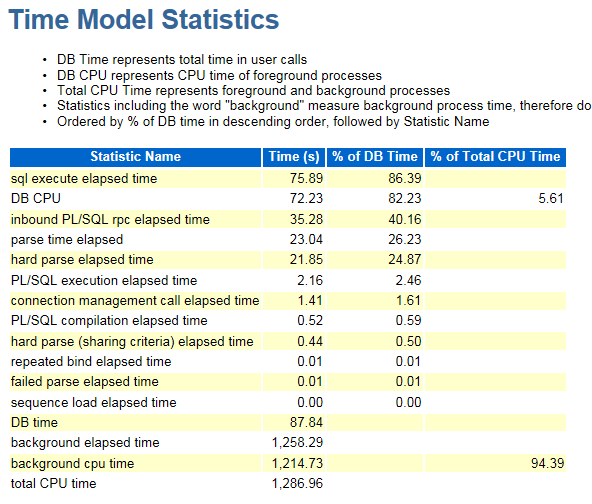 Time Model Statistics
• DB Time represents total time in user calls
• DB CPU represents CPU time of foreground processes
• Total CPU Time represents foreground and background processes
• Statistics including the word "background" measure background process time, therefore do
• Ordered by % of DB time in descending order, followed by Statistic Name
Statistic Name Time (s) % of DB Time % of Total CPU Time
sql execute elapsed time 75.89 86.39
DB CPU 72.23 82.23 5.61
inbound PL/SQL rpc elapsed time 35.28 40.16
parse time elapsed 23.04 26.23
hard parse elapsed time 21.85 24.87
PL/SQL execution elapsed time 2.16 2.46
connection management call elapsed time 1.41 1.61
PL/SQL compilation elapsed time 0.52 0.59
hard parse (sharing criteria) elapsed time 0.44 0.50
repeated bind elapsed time 0.01 0.01
failed parse elapsed time 0.01 0.01
sequence load elapsed time 0.00 0.00
DB time 87.84
background elapsed time 1,258.29
background cpu time 1,214.73 94.39
total CPU time 1,286.96